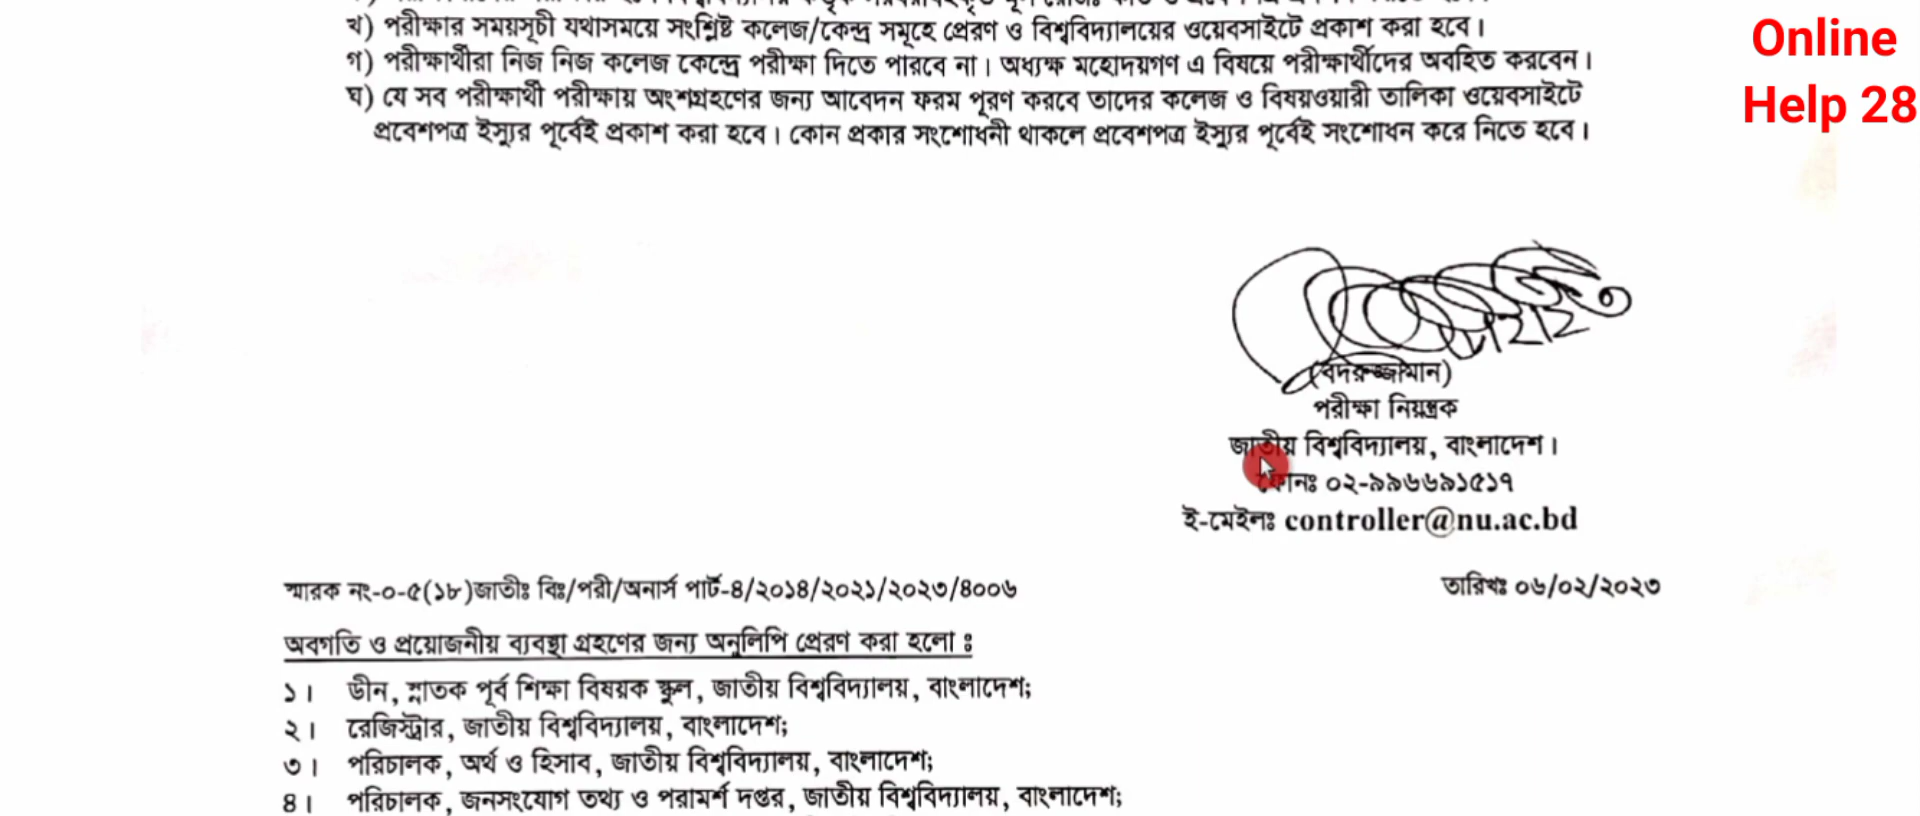 খ) পরীক্ষার সময়সূচী যথাসময়ে সংশ্লিষ্ট কলেজ/কেন্দ্র সমূহে প্রেরণ ও বিশ্ববিদ্যালয়ের ওয়েবসাইটে প্রকাশ করা হবে।
গ) পরীক্ষার্থীরা নিজ নিজ কলেজ কেন্দ্রে পরীক্ষা দিতে পারবে না। অধ্যক্ষ মহোদয়গণ এ বিষয়ে পরীক্ষার্থীদের অবহিত করবেন।
ঘ) যে সব পরীক্ষার্থী পরীক্ষায় অংশগ্রহণের জন্য আবেদন ফরম পূরণ করবে তাদের কলেজ ও বিষয়ওয়ারী তালিকা ওয়েবসাইটে
প্রবেশপত্র ইস্যুর পূর্বেই প্রকাশ করা হবে। কোন প্রকার সংশোধনী থাকলে প্রবেশপত্র ইস্যুর পূর্বেই সংশোধন করে নিতে হবে।
Online
Help 28
(বদরুজ্জামান)
পরীক্ষা নিয়ন্ত্রক
জাতীয় বিশ্ববিদ্যালয়, বাংলাদেশ।
ফোনঃ ০২-৯৯৬৬৯১৫১৭
ই-মেইলঃ controller@nu.ac.bd
স্মারক নং-০-৫(১৮)জাতীঃ বিঃ/পরী/অনার্স পার্ট-৪/২০১৪/২০২১/২০২৩/৪০০৬
তারিখঃ ০৬/০২/২০২৩
অবগতি ও প্রয়োজনীয় ব্যবস্থা গ্রহণের জন্য অনুলিপি প্রেরণ করা হলো ঃ
১। ডীন, স্নাতক পূর্ব শিক্ষা বিষয়ক স্কুল, জাতীয় বিশ্ববিদ্যালয়, বাংলাদেশ;
২। রেজিস্ট্রার, জাতীয় বিশ্ববিদ্যালয়, বাংলাদেশ;
৩। পরিচালক, অর্থ ও হিসাব, জাতীয় বিশ্ববিদ্যালয়, বাংলাদেশ;
৪। পরিচালক, জনসংযোগ তথ্য ও পরামর্শ দপ্তর, জাতীয় বিশ্ববিদ্যালয়, বাংলাদেশ;